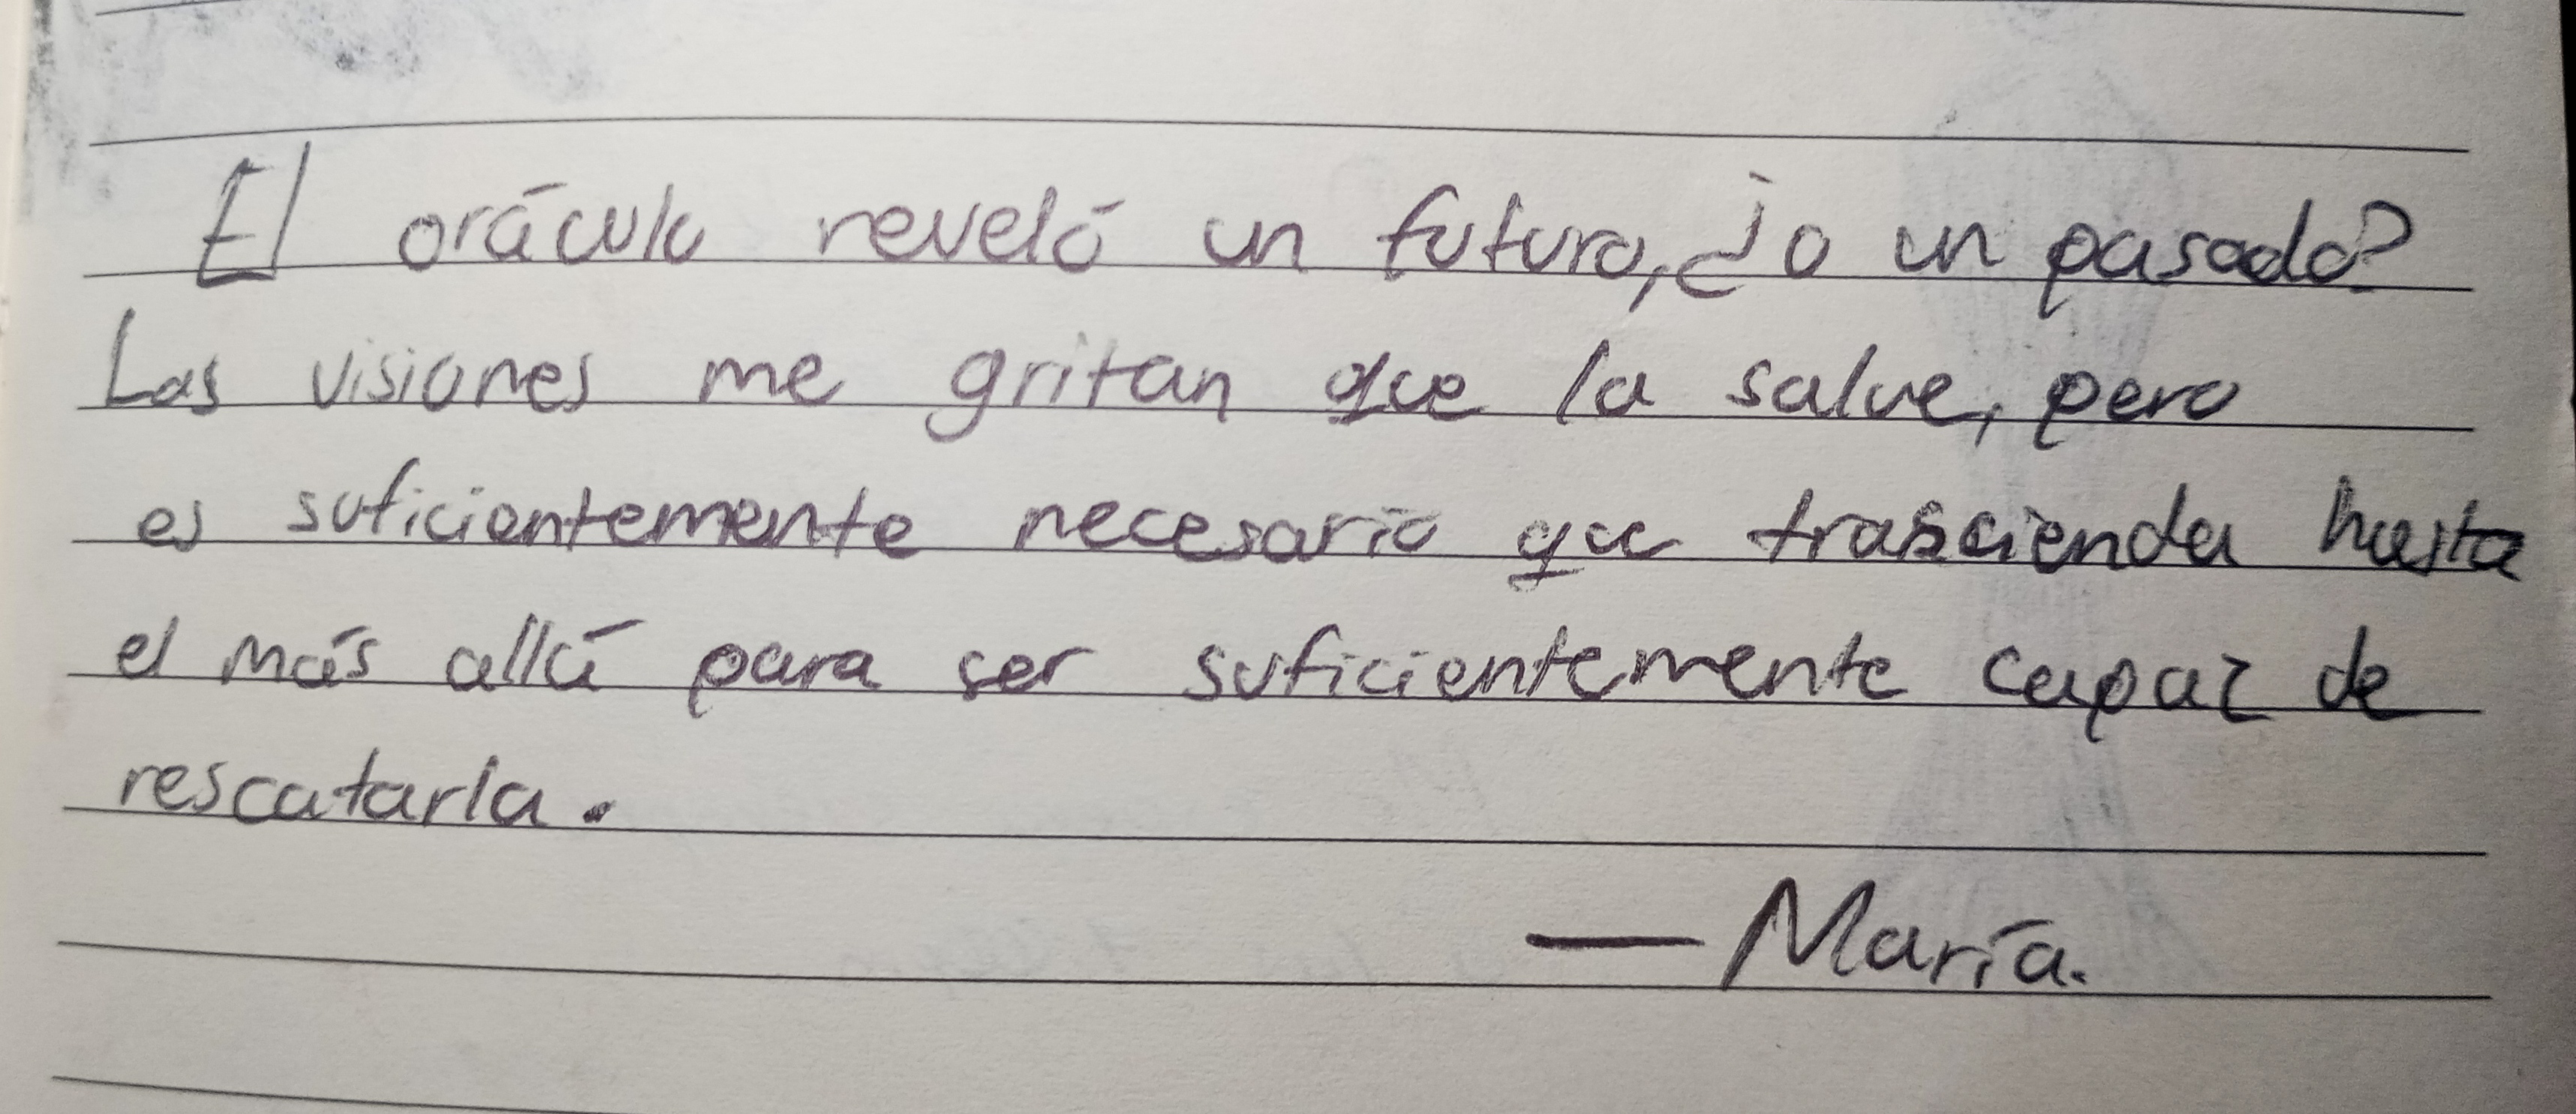 El oráculo reveló un futuro, ¿o un pasado?
Las visiones me gritan que la salve, pero
es suficientemente necesario que trascienda hasta
el más allá para ser suficientemente capaz de
rescatarla.
— María.